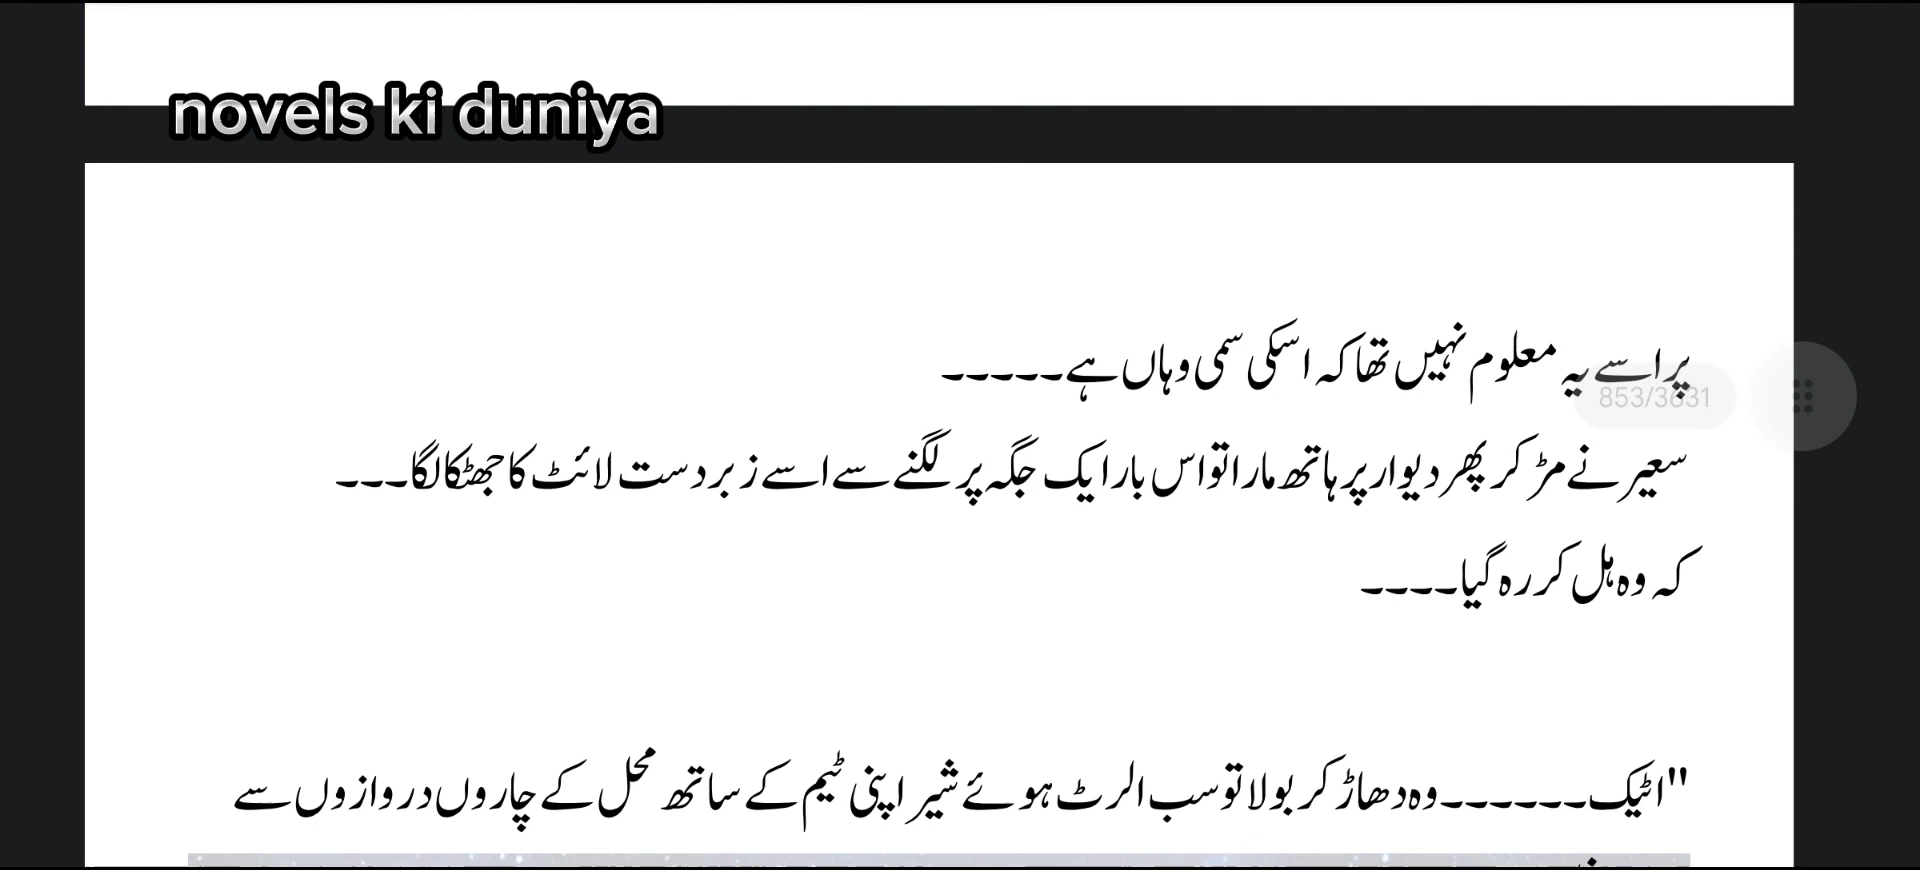 novels ki duniya
پر اسے یہ معلوم نہیں تھا کہ اسکی سمی وہاں ہے۔۔۔۔۔
853/3631
سعیر نے مڑ کر پھر دیوار پر ہاتھ مارا تو اس بار ایک جگہ پر لگنے سے اسے زبردست لائٹ کا جھٹکا لگا۔۔۔
کہ وہ ہل کر رہ گیا۔۔۔۔
"اٹیک۔۔۔۔۔۔وہ دھاڑ کر بولا تو سب الرٹ ہوئے شیر اپنی ٹیم کے ساتھ محل کے چاروں دروازوں سے